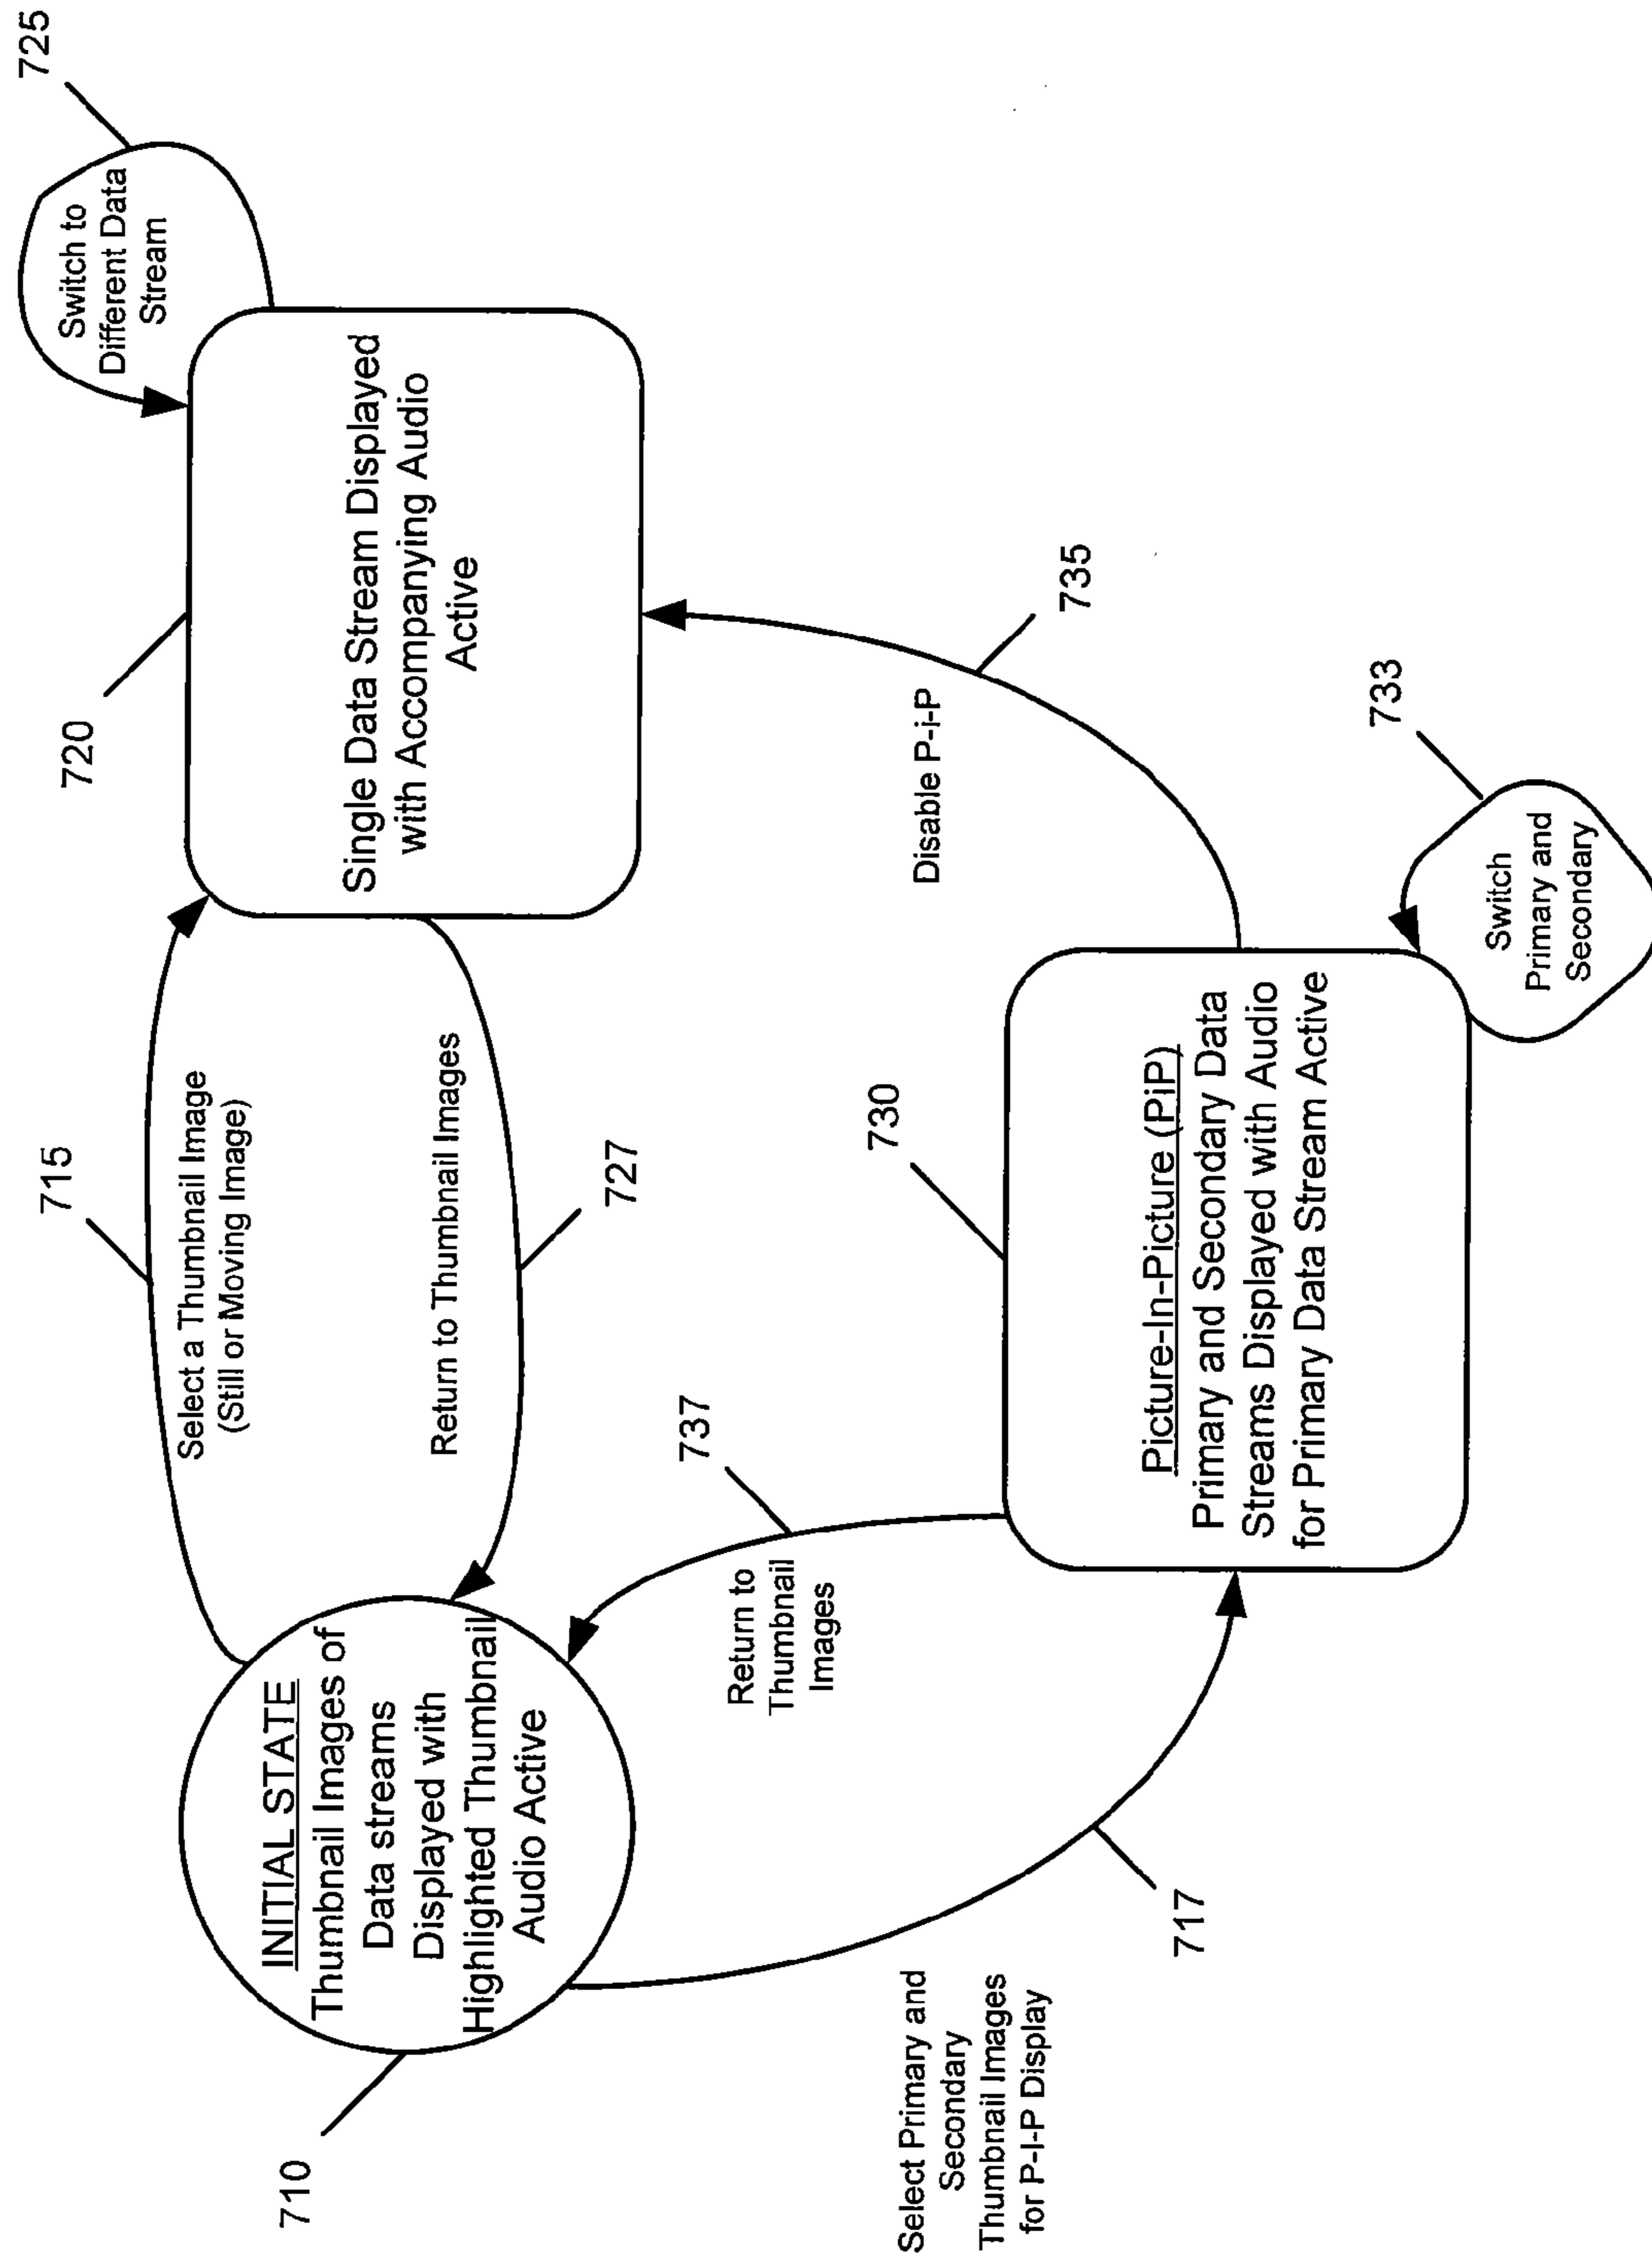 725
Switch to
Different Data
Stream
720
Single Data Stream Displayed
with Accompanying Audio
Active
715
Select a Thumbnail Image
(Still or Moving Image)
Return to Thumbnail Images
727
INITIAL STATE
Thumbnail Images of
Data streams
Displayed with
Highlighted Thumbnail
Audio Active
710
737
Return to
Thumbnail
Images
Disable P-i-P
735
730
Picture-In-Picture (PiP)
Primary and Secondary Data
Streams Displayed with Audio
for Primary Data Stream Active
733
Switch
Primary and
Secondary
717
Select Primary and
Secondary
Thumbnail Images
for P-I-P Display